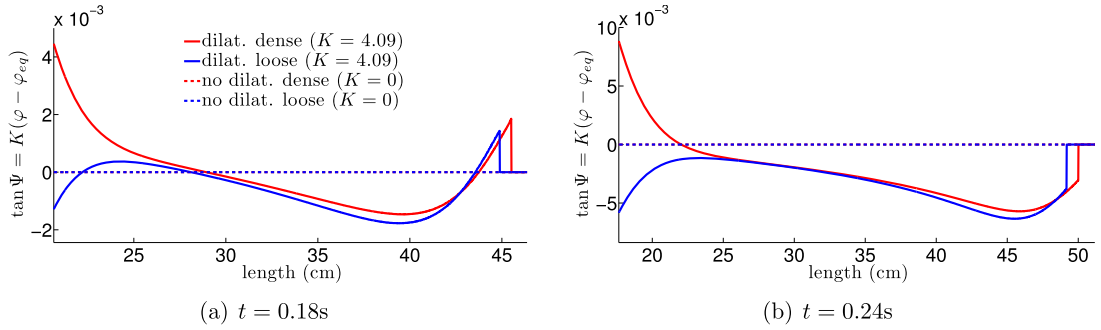 x 10⁻³
4
2
0
−2
tan Ψ = K(φ − φ_eq)
dilat. dense (K = 4.09)
dilat. loose (K = 4.09)
no dilat. dense (K = 0)
no dilat. loose (K = 0)
25 30 35 40 45
length (cm)
(a) t = 0.18s
10 x 10⁻³
5
0
−5
tan Ψ = K(φ − φ_eq)
20 25 30 35 40 45 50
length (cm)
(b) t = 0.24s